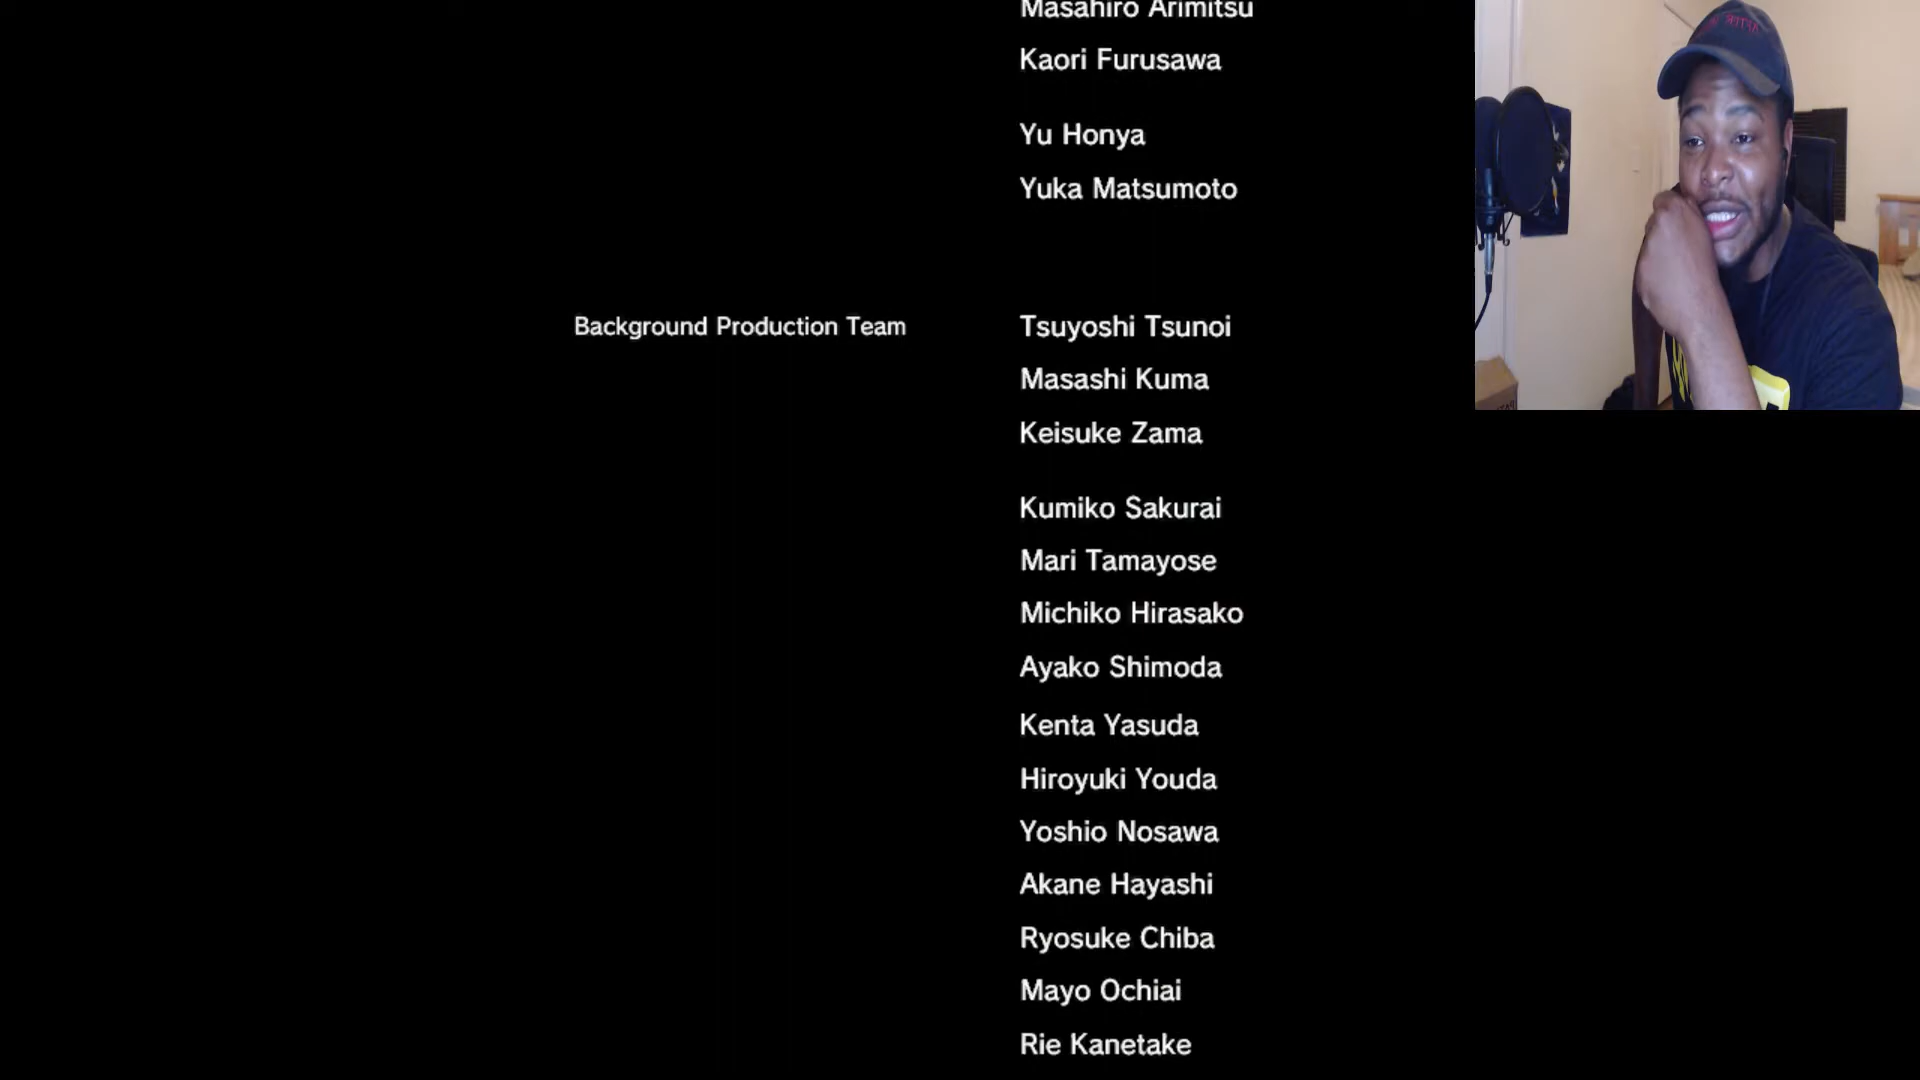 Masahiro Arimitsu
Kaori Furusawa
Yu Honya
Yuka Matsumoto
Background Production Team
Tsuyoshi Tsunoi
Masashi Kuma
Keisuke Zama
Kumiko Sakurai
Mari Tamayose
Michiko Hirasako
Ayako Shimoda
Kenta Yasuda
Hiroyuki Youda
Yoshio Nosawa
Akane Hayashi
Ryosuke Chiba
Mayo Ochiai
Rie Kanetake